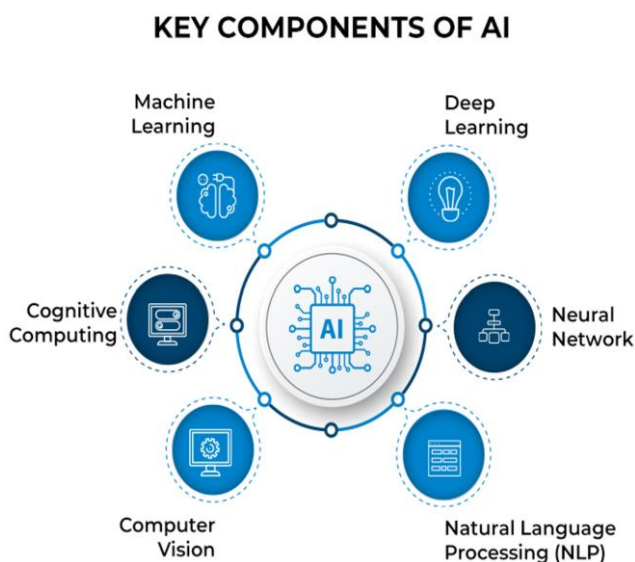 KEY COMPONENTS OF AI
Machine
Learning
Deep
Learning
Cognitive
Computing
AI
Neural
Network
Computer
Vision
Natural Language
Processing (NLP)